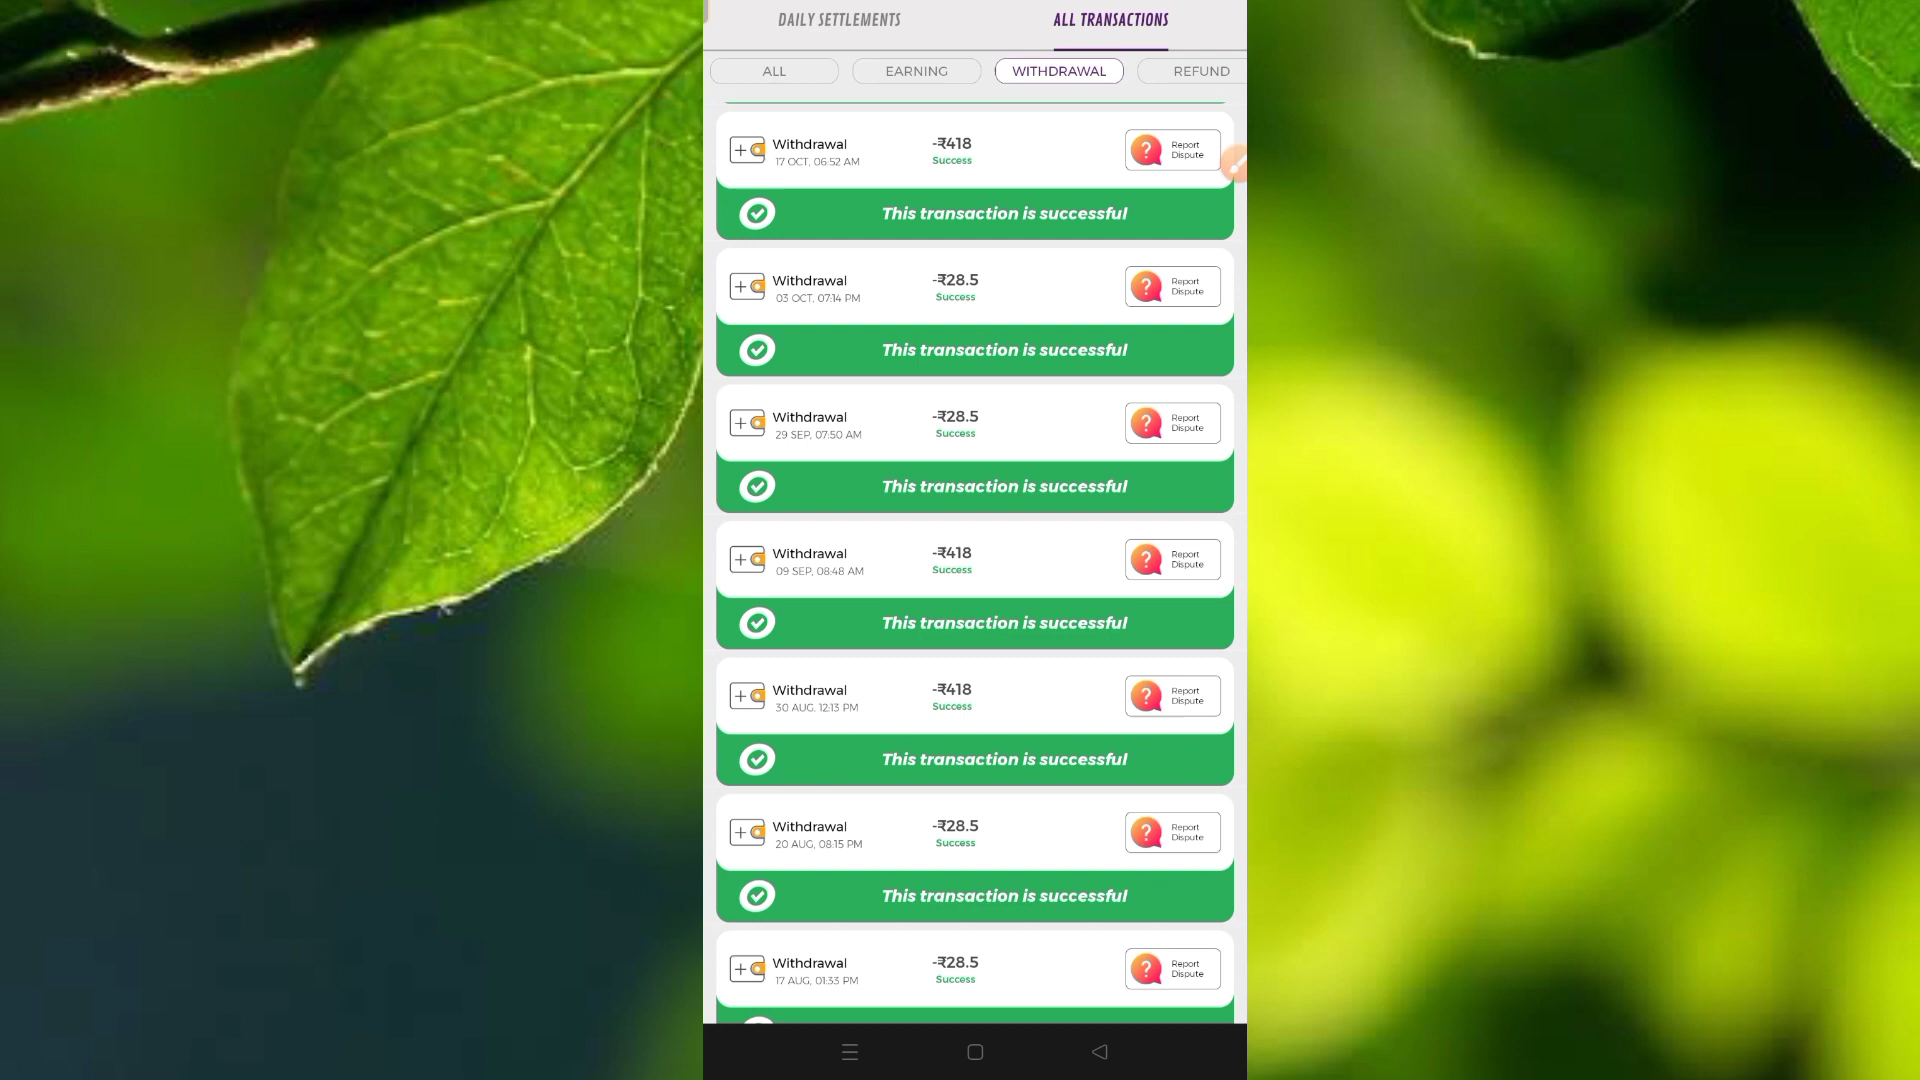 DAILY SETTLEMENTS
ALL TRANSACTIONS
ALL
EARNING
WITHDRAWAL
REFUND
Withdrawal
-₹418
Report
Dispute
17 OCT, 06:52 AM
Success
This transaction is successful
Withdrawal
-₹28.5
Report
Dispute
03 OCT, 07:14 PM
Success
This transaction is successful
Withdrawal
-₹28.5
Report
Dispute
29 SEP, 07:50 AM
Success
This transaction is successful
Withdrawal
-₹418
Report
Dispute
09 SEP, 08:48 AM
Success
This transaction is successful
Withdrawal
-₹418
Report
Dispute
30 AUG, 12:13 PM
Success
This transaction is successful
Withdrawal
-₹28.5
Report
Dispute
20 AUG, 08:15 PM
Success
This transaction is successful
Withdrawal
-₹28.5
Report
Dispute
17 AUG, 01:33 PM
Success